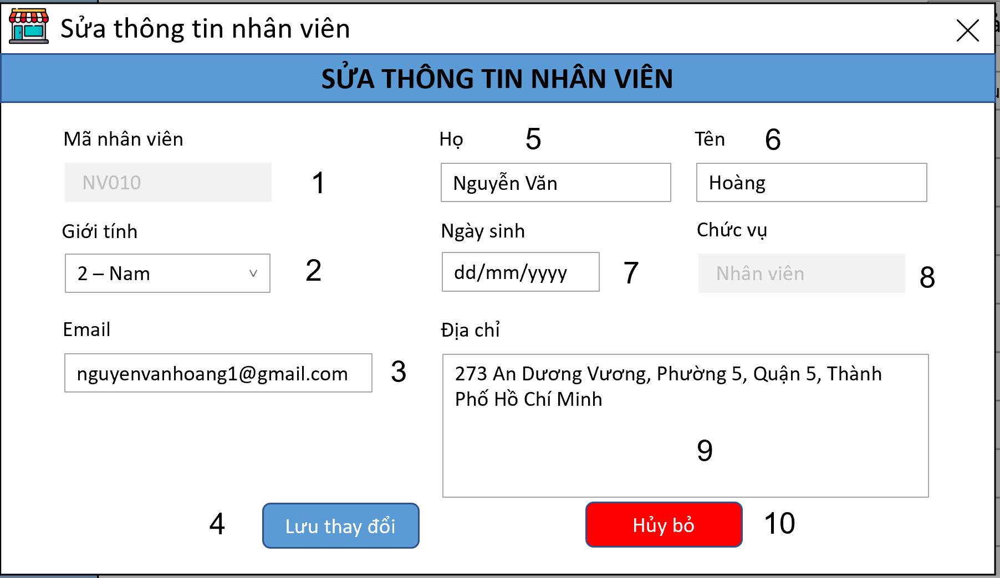 Sửa thông tin nhân viên
SỬA THÔNG TIN NHÂN VIÊN
Mã nhân viên
Họ 5
Tên 6
NV010 1
Nguyễn Văn
Hoàng
Giới tính
Ngày sinh
Chức vụ
2 – Nam 2
dd/mm/yyyy 7
Nhân viên 8
Email
Địa chỉ
nguyenvanhoang1@gmail.com 3
273 An Dương Vương, Phường 5, Quận 5, Thành
Phố Hồ Chí Minh
9
4 Lưu thay đổi
Hủy bỏ 10